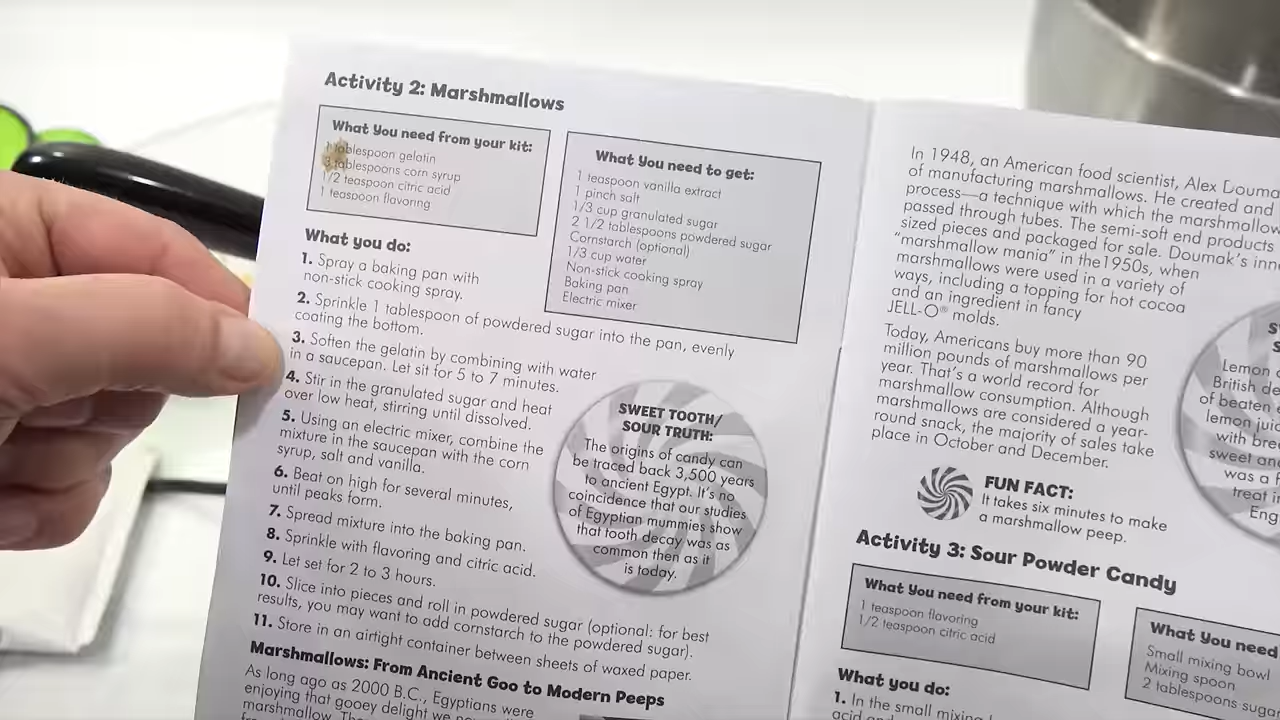 Activity 2: Marshmallows
What you need from your kit:
1 tablespoon gelatin
3 tablespoons corn syrup
1/2 teaspoon citric acid
1 teaspoon flavoring
What you need to get:
1 teaspoon vanilla extract
1 pinch salt
1/3 cup granulated sugar
2 1/2 tablespoons powdered sugar
Cornstarch (optional)
1/3 cup water
Non-stick cooking spray
Baking pan
Electric mixer
What you do:
1. Spray a baking pan with
non-stick cooking spray.
2. Sprinkle 1 tablespoon of powdered sugar into the pan, evenly
coating the bottom.
3. Soften the gelatin by combining with water
in a saucepan. Let sit for 5 to 7 minutes.
4. Stir in the granulated sugar and heat
over low heat, stirring until dissolved.
5. Using an electric mixer, combine the
mixture in the saucepan with the corn
syrup, salt and vanilla.
6. Beat on high for several minutes,
until peaks form.
7. Spread mixture into the baking pan.
8. Sprinkle with flavoring and citric acid.
9. Let set for 2 to 3 hours.
10. Slice into pieces and roll in powdered sugar (optional: for best
results, you may want to add cornstarch to the powdered sugar).
11. Store in an airtight container between sheets of waxed paper.
SWEET TOOTH/
SOUR TRUTH:
The origins of candy can
be traced back 3,500 years
to ancient Egypt. It's no
coincidence that our studies
of Egyptian mummies show
that tooth decay was as
common then as it
is today.
Marshmallows: From Ancient Goo to Modern Peeps
As long ago as 2000 B.C., Egyptians were
enjoying that gooey delight we
marshmallow.
In 1948, an American food scientist, Alex
of manufacturing marshmallows. He created and
process—a technique with which the
passed through tubes. The semi-soft end products
sized pieces and packaged for sale. Doumak's
"marshmallow mania" in the1950s, when
marshmallows were used in a variety of
ways, including a topping for hot cocoa
and an ingredient in fancy
JELL-O® molds.
Today, Americans buy more than 90
million pounds of marshmallows per
year. That's a world record for
marshmallow consumption. Although
marshmallows are considered a year-
round snack, the majority of sales take
place in October and December.
FUN FACT:
It takes six minutes to make
a marshmallow peep.
Lemon
British
of beaten
lemon
with
sweet
was a
treat
Activity 3: Sour Powder Candy
What you need from your kit:
1 teaspoon flavoring
1/2 teaspoon citric acid
What you need
Small mixing bowl
Mixing spoon
2 tablespoons
What you do:
1. In the small mixing
acid